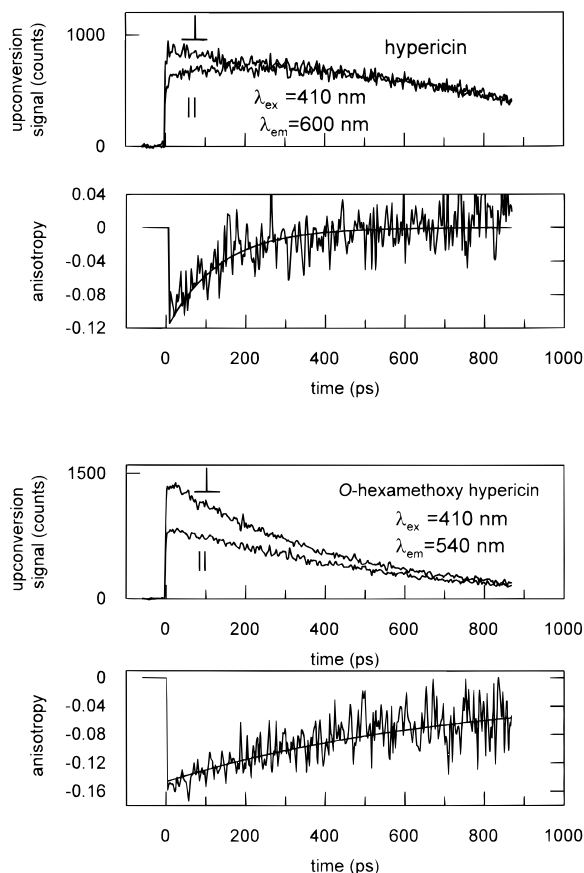 upconversion
signal (counts)
1000
0
⊥
||
hypericin
λex =410 nm
λem=600 nm
anisotropy
0.04
0
-0.04
-0.08
-0.12
0 200 400 600 800 1000
time (ps)
upconversion
signal (counts)
1500
0
⊥
||
O-hexamethoxy hypericin
λex =410 nm
λem=540 nm
0 200 400 600 800 1000
time (ps)
anisotropy
0
-0.04
-0.08
-0.12
-0.16
0 200 400 600 800 1000
time (ps)